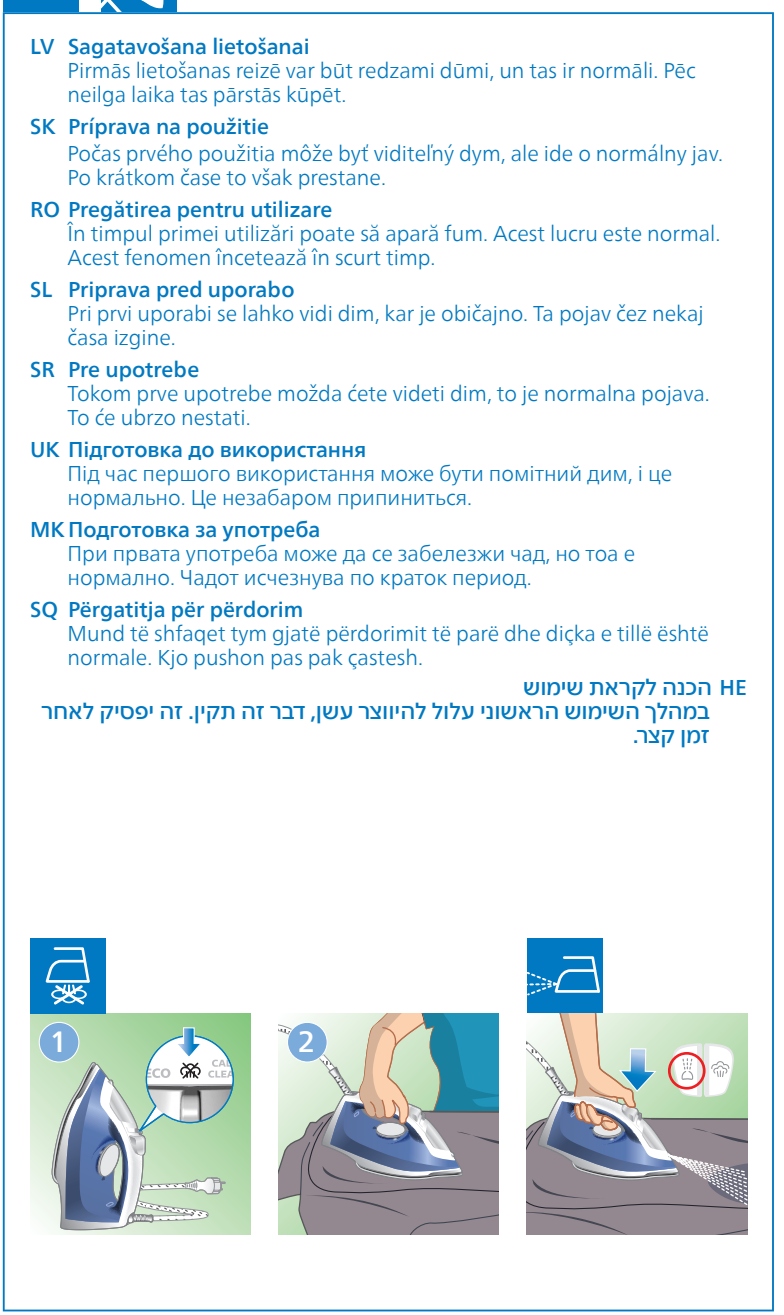 LV Sagatavošana lietošanai
Pirmās lietošanas reizē var būt redzami dūmi, un tas ir normāli. Pēc
neilga laika tas pārstās kūpēt.
SK Príprava na použitie
Počas prvého použitia môže byť viditeľný dym, ale ide o normálny jav.
Po krátkom čase to však prestane.
RO Pregătirea pentru utilizare
În timpul primei utilizări poate să apară fum. Acest lucru este normal.
Acest fenomen încetează în scurt timp.
SL Priprava pred uporabo
Pri prvi uporabi se lahko vidi dim, kar je običajno. Ta pojav čez nekaj
časa izgine.
SR Pre upotrebe
Tokom prve upotrebe možda ćete videti dim, to je normalna pojava.
To će ubrzo nestati.
UK Підготовка до використання
Під час першого використання може бути помітний дим, і це
нормально. Це незабаром припиниться.
MK Подготовка за употреба
При првата употреба може да се забелезжи чад, но тоа е
нормално. Чадот исчезнува по краток период.
SQ Përgatitja për përdorim
Mund të shfaqet tym gjatë përdorimit të parë dhe diçka e tillë është
normale. Kjo pushon pas pak çastesh.
HE הכנה לקראת שימוש
במהלך השימוש הראשוני עלול להיווצר עשן, דבר זה תקין. זה יפסיק לאחר
זמן קצר.
1
ECO
2